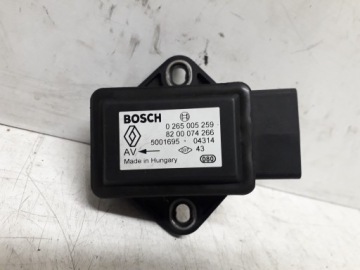 BOSCH
0 265 005 259
82 00 074 266
5001695 - 04314
AV 43
Made in Hungary